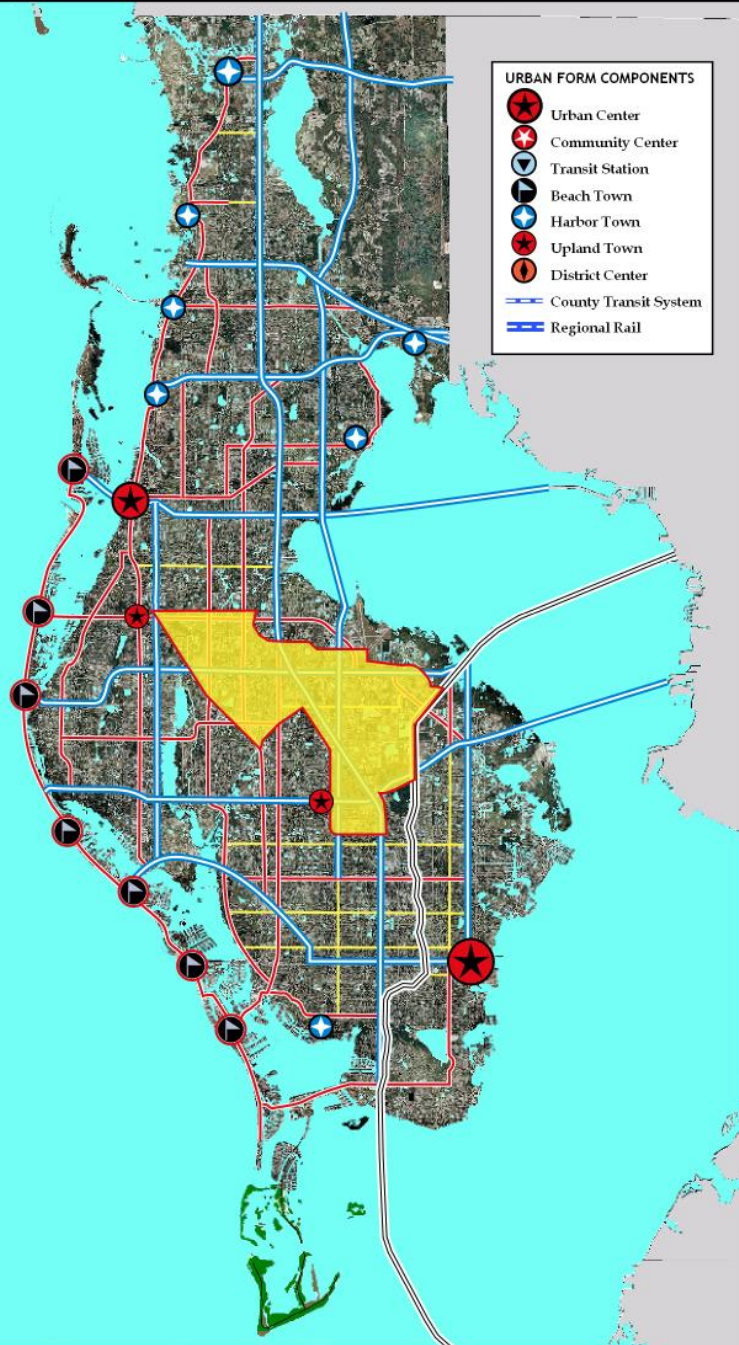 URBAN FORM COMPONENTS
Urban Center
Community Center
Transit Station
Beach Town
Harbor Town
Upland Town
District Center
County Transit System
Regional Rail